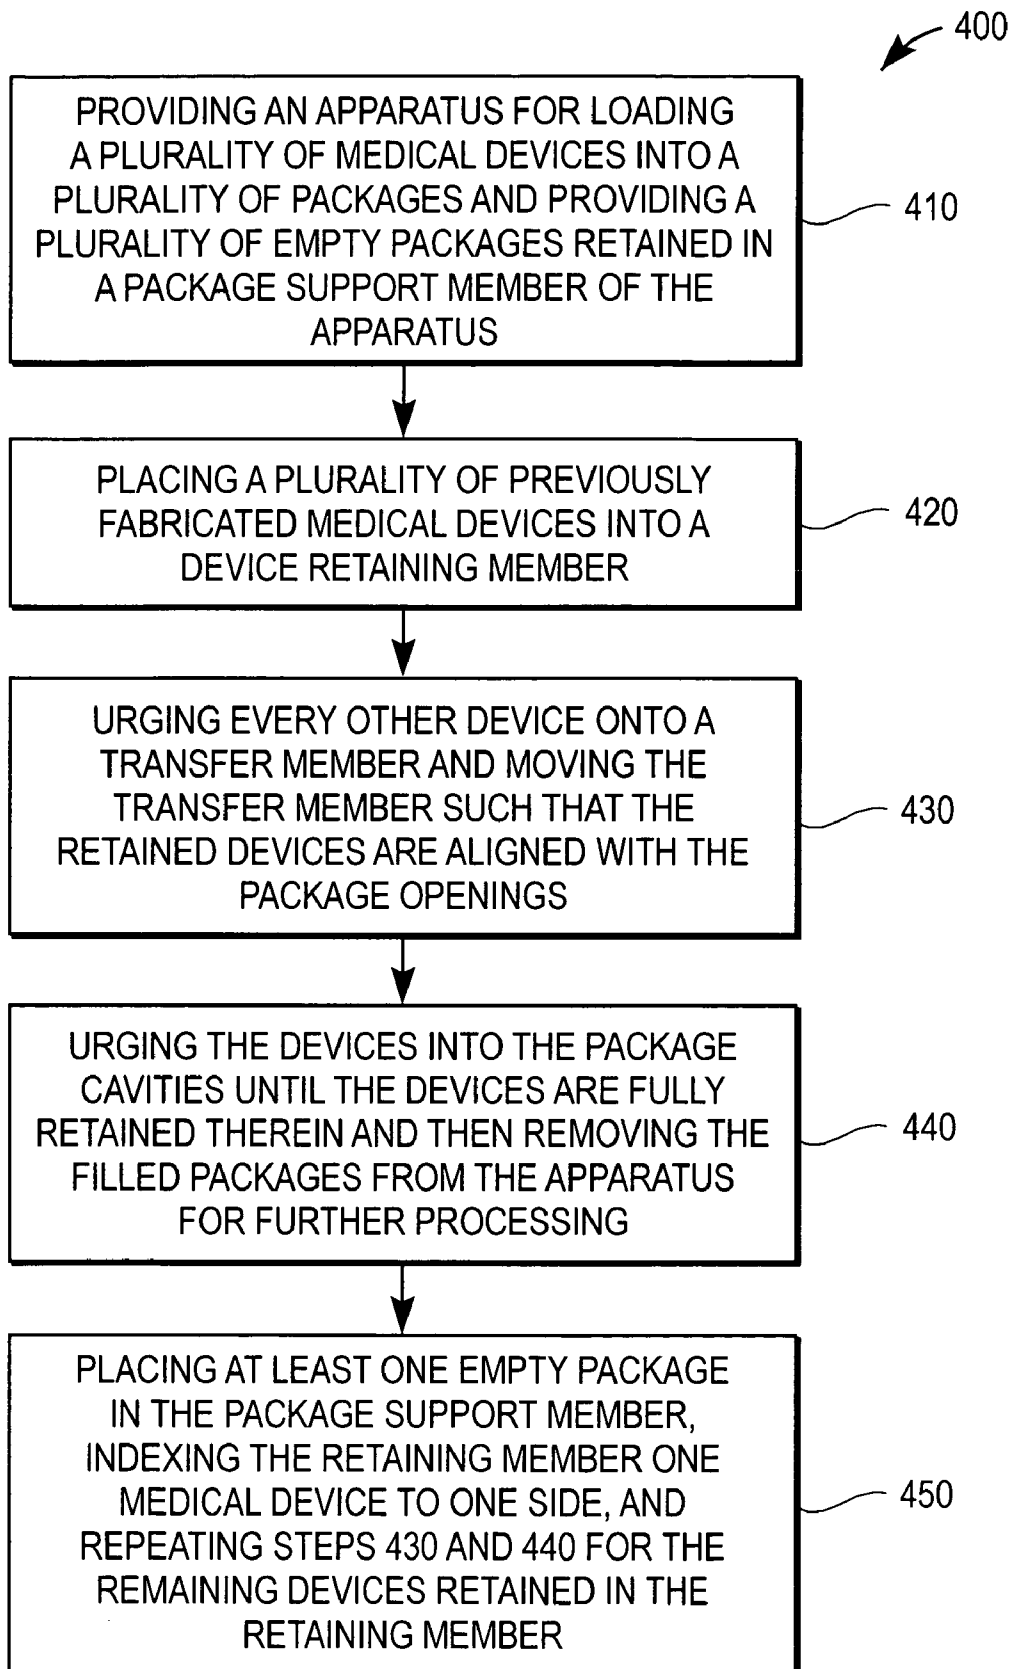 400
PROVIDING AN APPARATUS FOR LOADING
A PLURALITY OF MEDICAL DEVICES INTO A
PLURALITY OF PACKAGES AND PROVIDING A
PLURALITY OF EMPTY PACKAGES RETAINED IN
A PACKAGE SUPPORT MEMBER OF THE
APPARATUS
410
PLACING A PLURALITY OF PREVIOUSLY
FABRICATED MEDICAL DEVICES INTO A
DEVICE RETAINING MEMBER
420
URGING EVERY OTHER DEVICE ONTO A
TRANSFER MEMBER AND MOVING THE
TRANSFER MEMBER SUCH THAT THE
RETAINED DEVICES ARE ALIGNED WITH THE
PACKAGE OPENINGS
430
URGING THE DEVICES INTO THE PACKAGE
CAVITIES UNTIL THE DEVICES ARE FULLY
RETAINED THEREIN AND THEN REMOVING THE
FILLED PACKAGES FROM THE APPARATUS
FOR FURTHER PROCESSING
440
PLACING AT LEAST ONE EMPTY PACKAGE
IN THE PACKAGE SUPPORT MEMBER,
INDEXING THE RETAINING MEMBER ONE
MEDICAL DEVICE TO ONE SIDE, AND
REPEATING STEPS 430 AND 440 FOR THE
REMAINING DEVICES RETAINED IN THE
RETAINING MEMBER
450